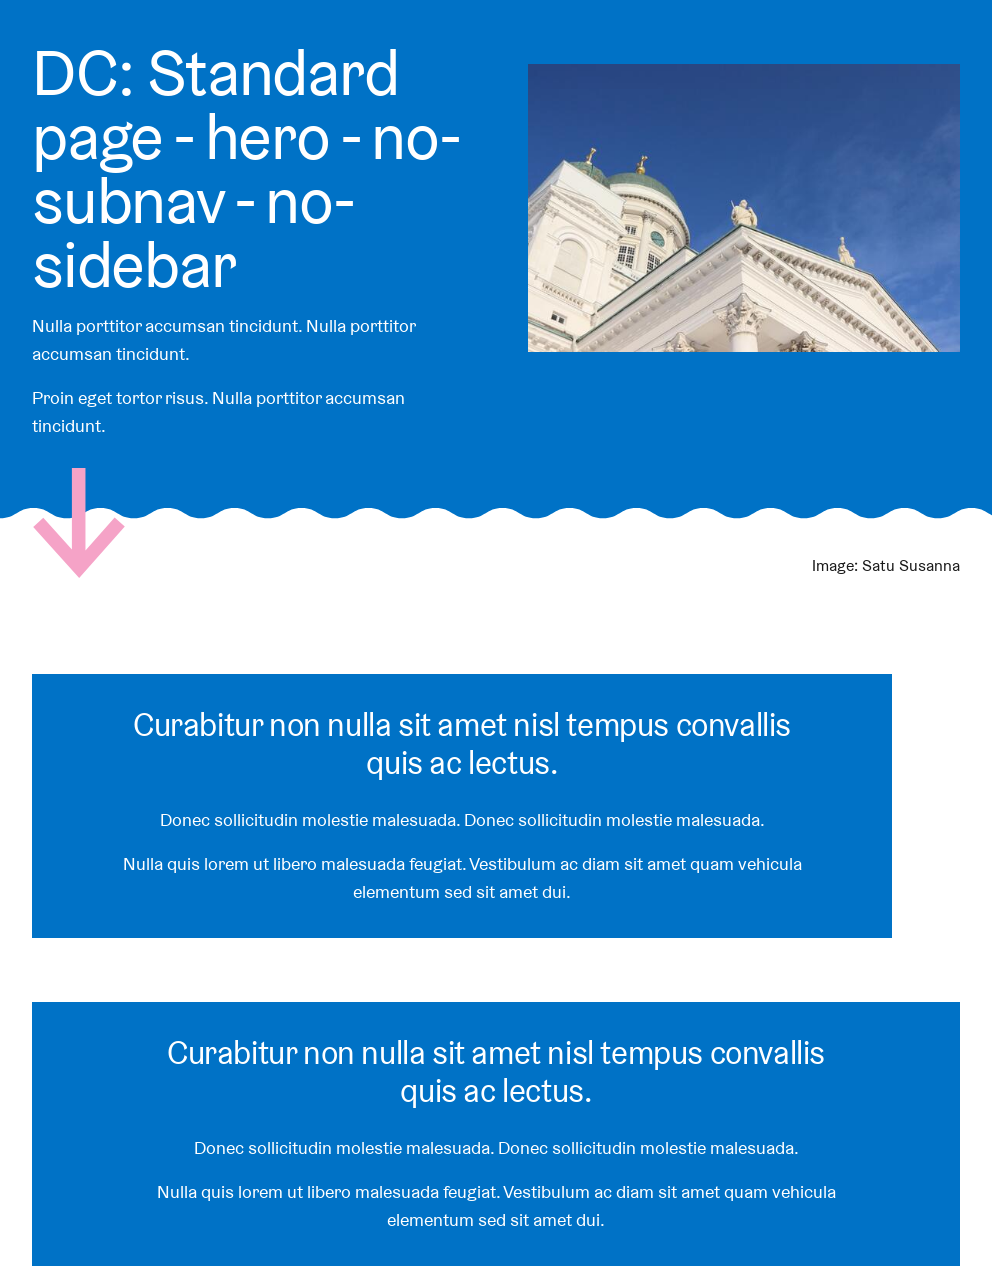 DC: Standard
page - hero - no-
subnav - no-
sidebar
Nulla porttitor accumsan tincidunt. Nulla porttitor
accumsan tincidunt.
Proin eget tortor risus. Nulla porttitor accumsan
tincidunt.
Image: Satu Susanna
Curabitur non nulla sit amet nisl tempus convallis
quis ac lectus.
Donec sollicitudin molestie malesuada. Donec sollicitudin molestie malesuada.
Nulla quis lorem ut libero malesuada feugiat. Vestibulum ac diam sit amet quam vehicula
elementum sed sit amet dui.
Curabitur non nulla sit amet nisl tempus convallis
quis ac lectus.
Donec sollicitudin molestie malesuada. Donec sollicitudin molestie malesuada.
Nulla quis lorem ut libero malesuada feugiat. Vestibulum ac diam sit amet quam vehicula
elementum sed sit amet dui.